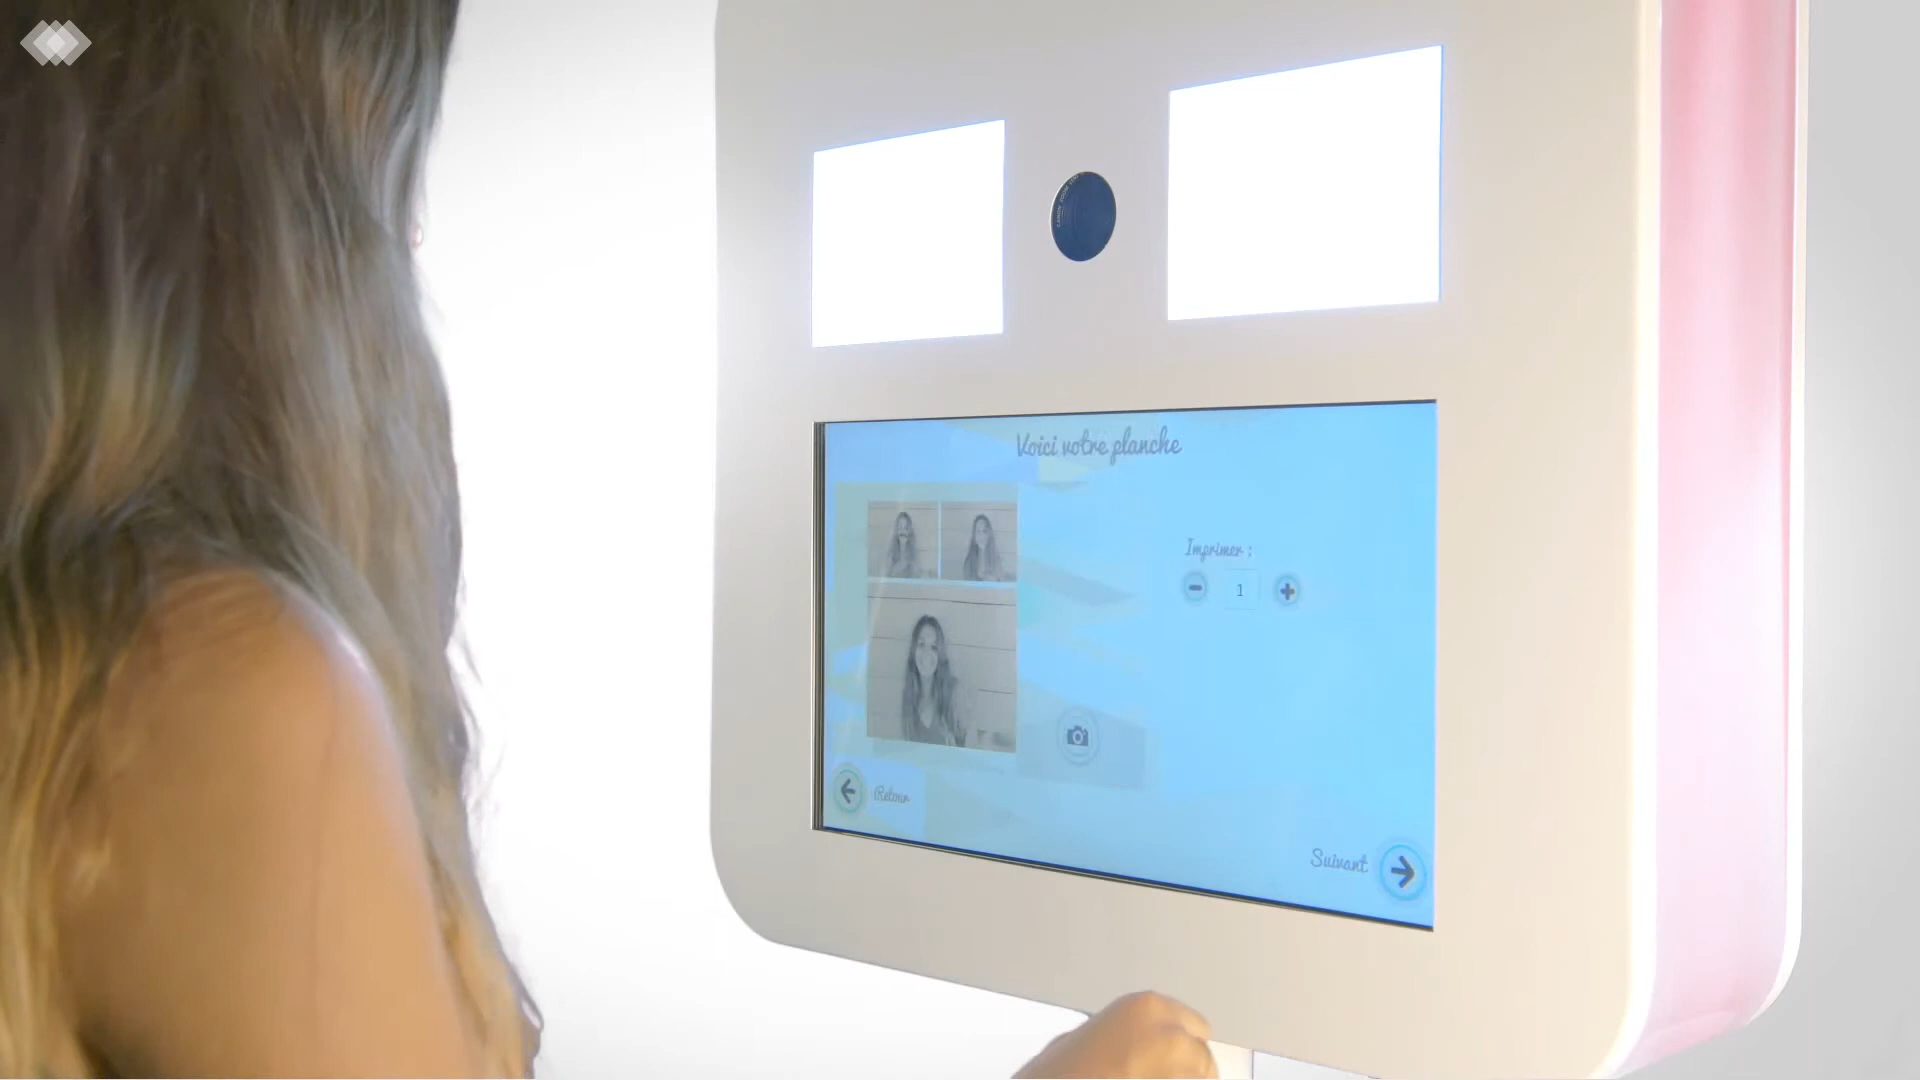 Voici votre planche
Imprimer :
1
Retour
Suivant